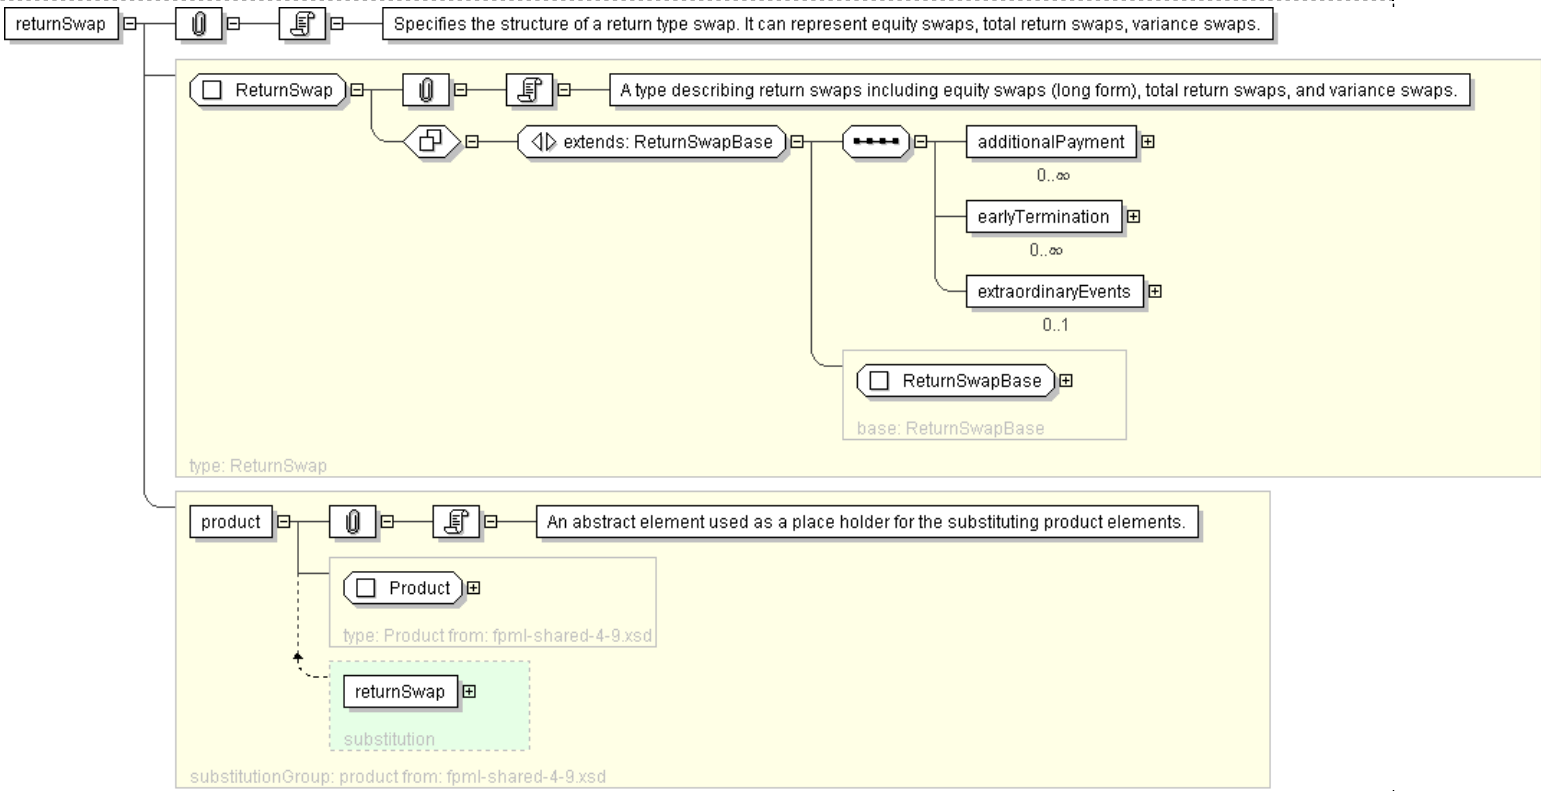 returnSwap
Specifies the structure of a return type swap. It can represent equity swaps, total return swaps, variance swaps.
ReturnSwap
A type describing return swaps including equity swaps (long form), total return swaps, and variance swaps.
extends: ReturnSwapBase
additionalPayment
0..∞
earlyTermination
0..∞
extraordinaryEvents
0..1
ReturnSwapBase
base: ReturnSwapBase
type: ReturnSwap
product
An abstract element used as a place holder for the substituting product elements.
Product
type: Product from: fpml-shared-4-9.xsd
returnSwap
substitution
substitutionGroup: product from: fpml-shared-4-9.xsd